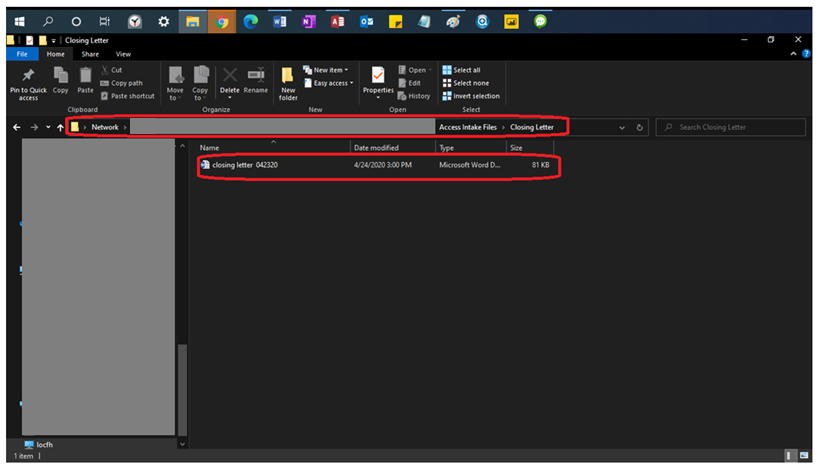 Closing Letter
File Home Share View
Pin to Quick access
Copy
Paste
Cut
Copy path
Paste shortcut
Clipboard
Move to
Copy to
Delete
Rename
Organize
New folder
New item
Easy access
New
Properties
Open
Edit
History
Open
Select all
Select none
Invert selection
Select
Network › Access Intake Files › Closing Letter
Search Closing Letter
Name Date modified Type Size
closing letter 042320 4/24/2020 3:00 PM Microsoft Word D... 81 KB
locfh
1 item